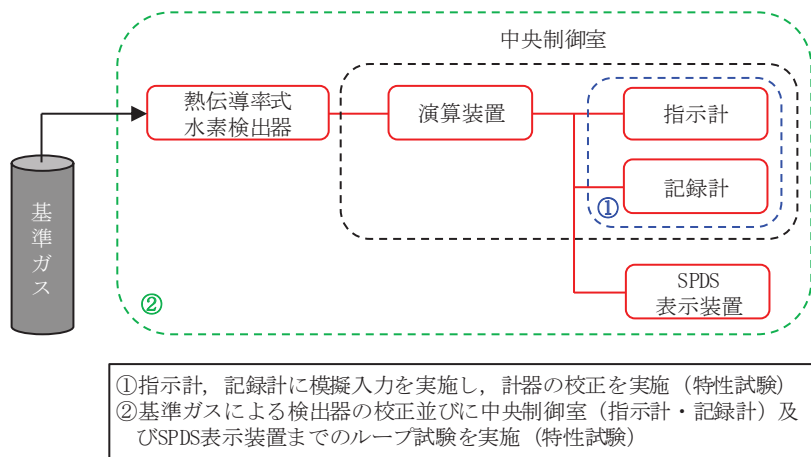 中央制御室
熱伝導率式
水素検出器
演算装置
指示計
記録計
①
基準ガス
②
SPDS
表示装置
①指示計，記録計に模擬入力を実施し，計器の校正を実施（特性試験）
②基準ガスによる検出器の校正並びに中央制御室（指示計・記録計）及
びSPDS表示装置までのループ試験を実施（特性試験）